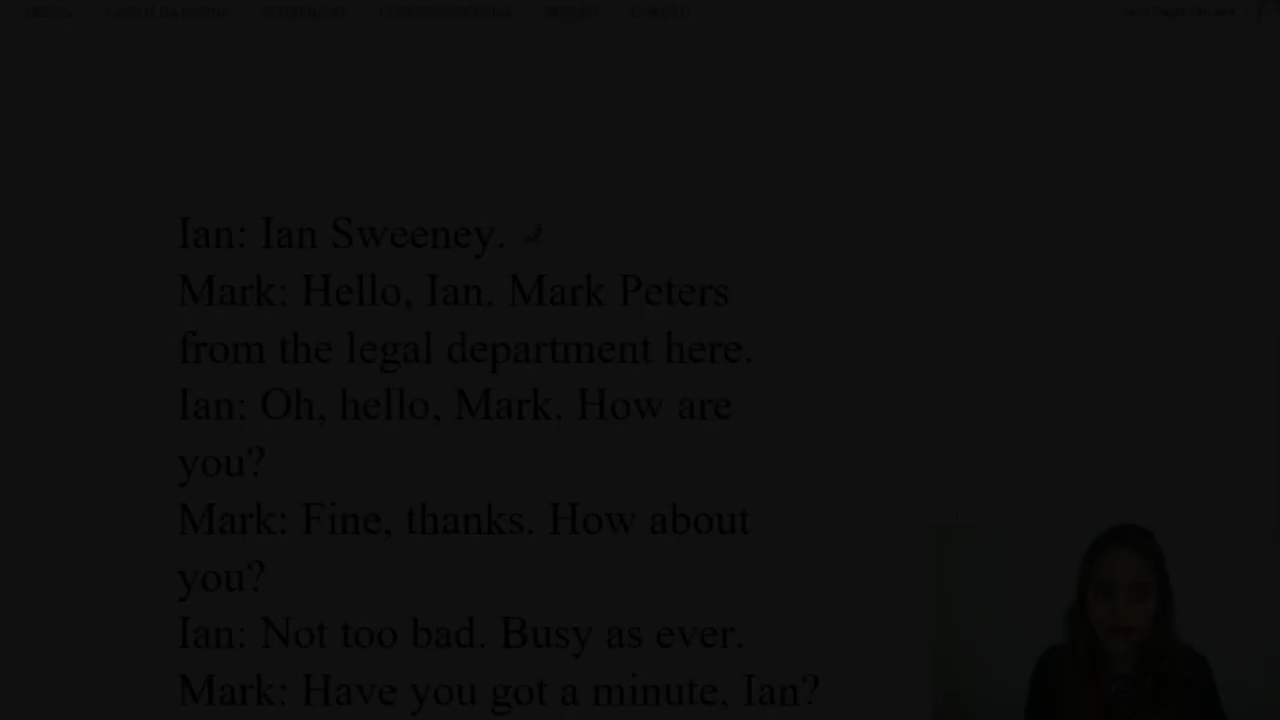 Ian: Ian Sweeney.
Mark: Hello, Ian. Mark Peters
from the legal department here.
Ian: Oh, hello, Mark. How are
you?
Mark: Fine, thanks. How about
you?
Ian: Not too bad. Busy as ever.
Mark: Have you got a minute, Ian?